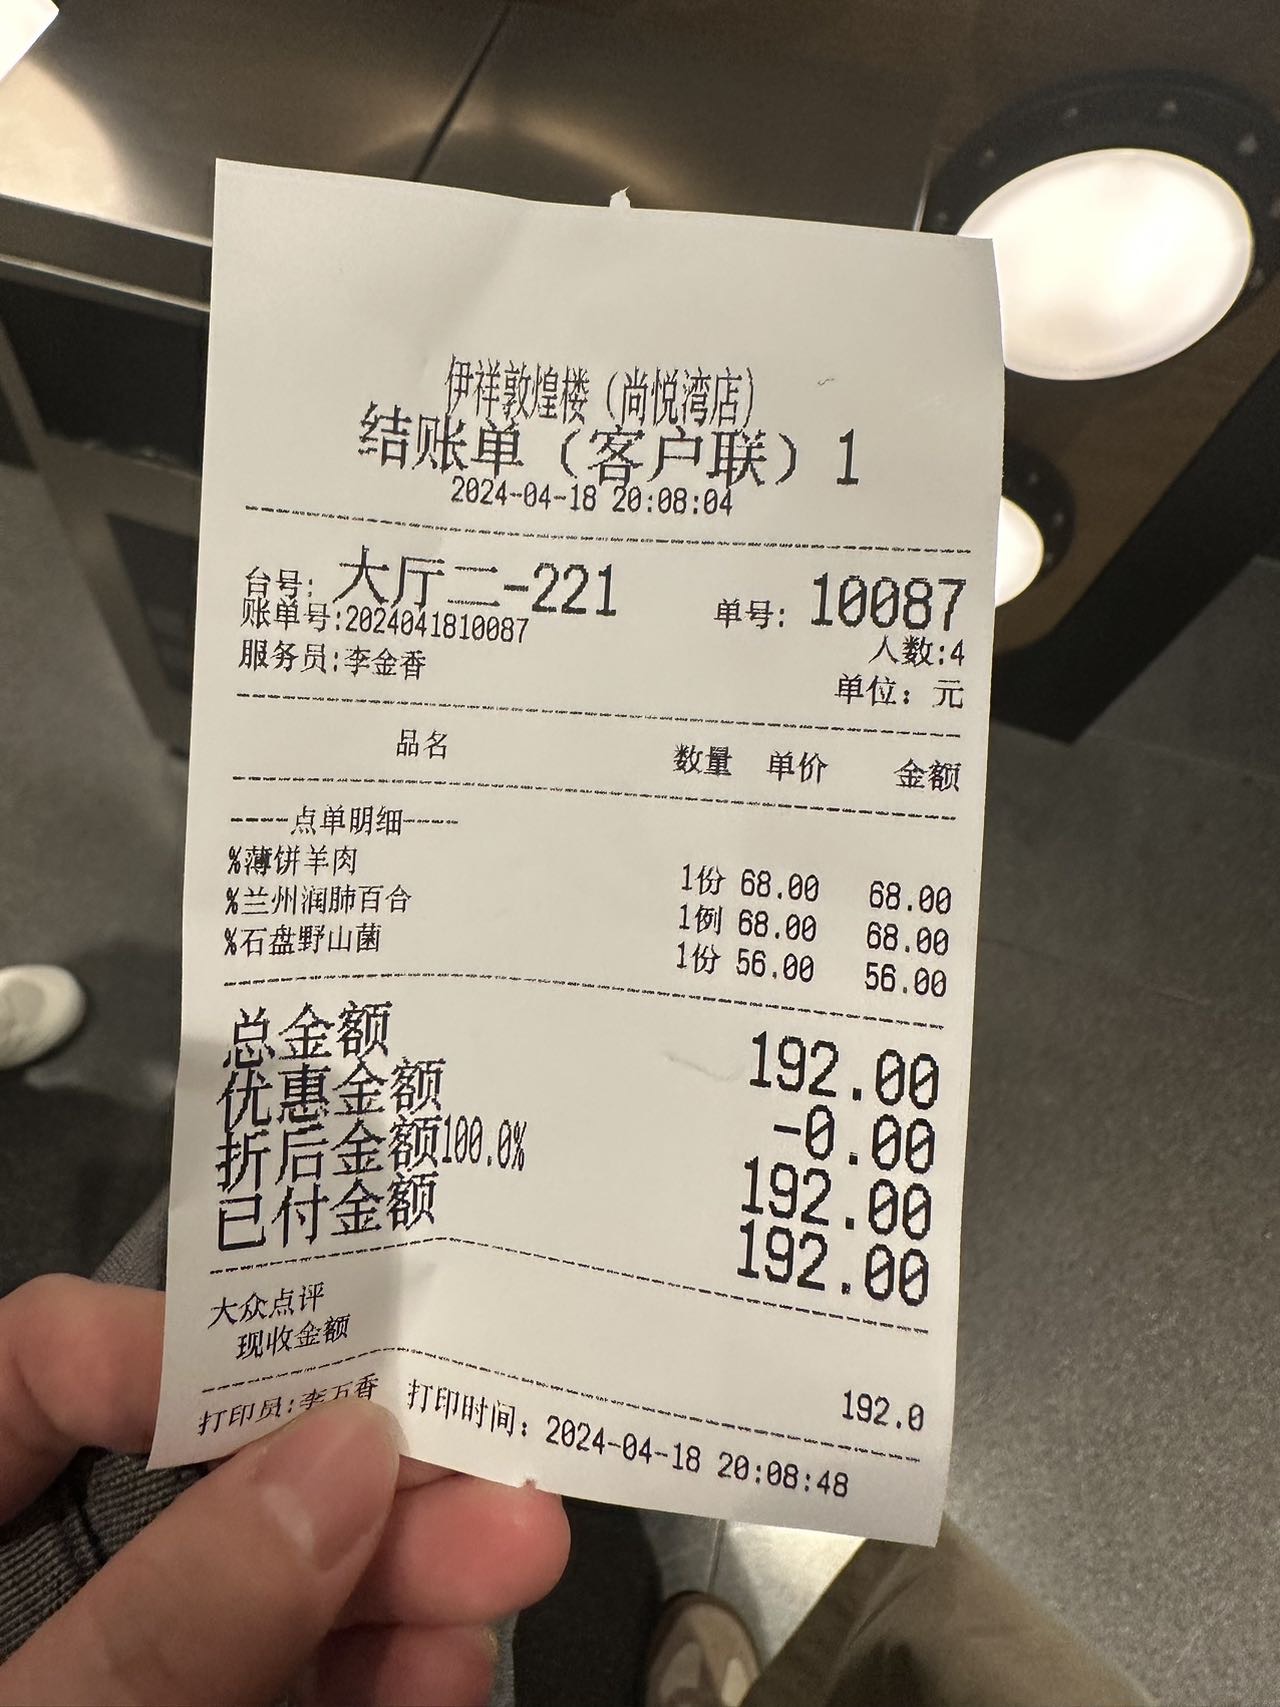 伊祥敦煌楼（尚悦湾店）
结账单（客户联）1
2024-04-18 20:08:04
台号: 大厅二-221 单号: 10087
账单号:2024041810087 人数:4
服务员:李金香 单位: 元
品名 数量 单价 金额
----点单明细----
%薄饼羊肉 1份 68.00 68.00
%兰州润肺百合 1例 68.00 68.00
%石盘野山菌 1份 56.00 56.00
总金额 192.00
优惠金额 -0.00
折后金额100.0% 192.00
已付金额 192.00
大众点评
现收金额 192.0
打印员:李万香 打印时间: 2024-04-18 20:08:48